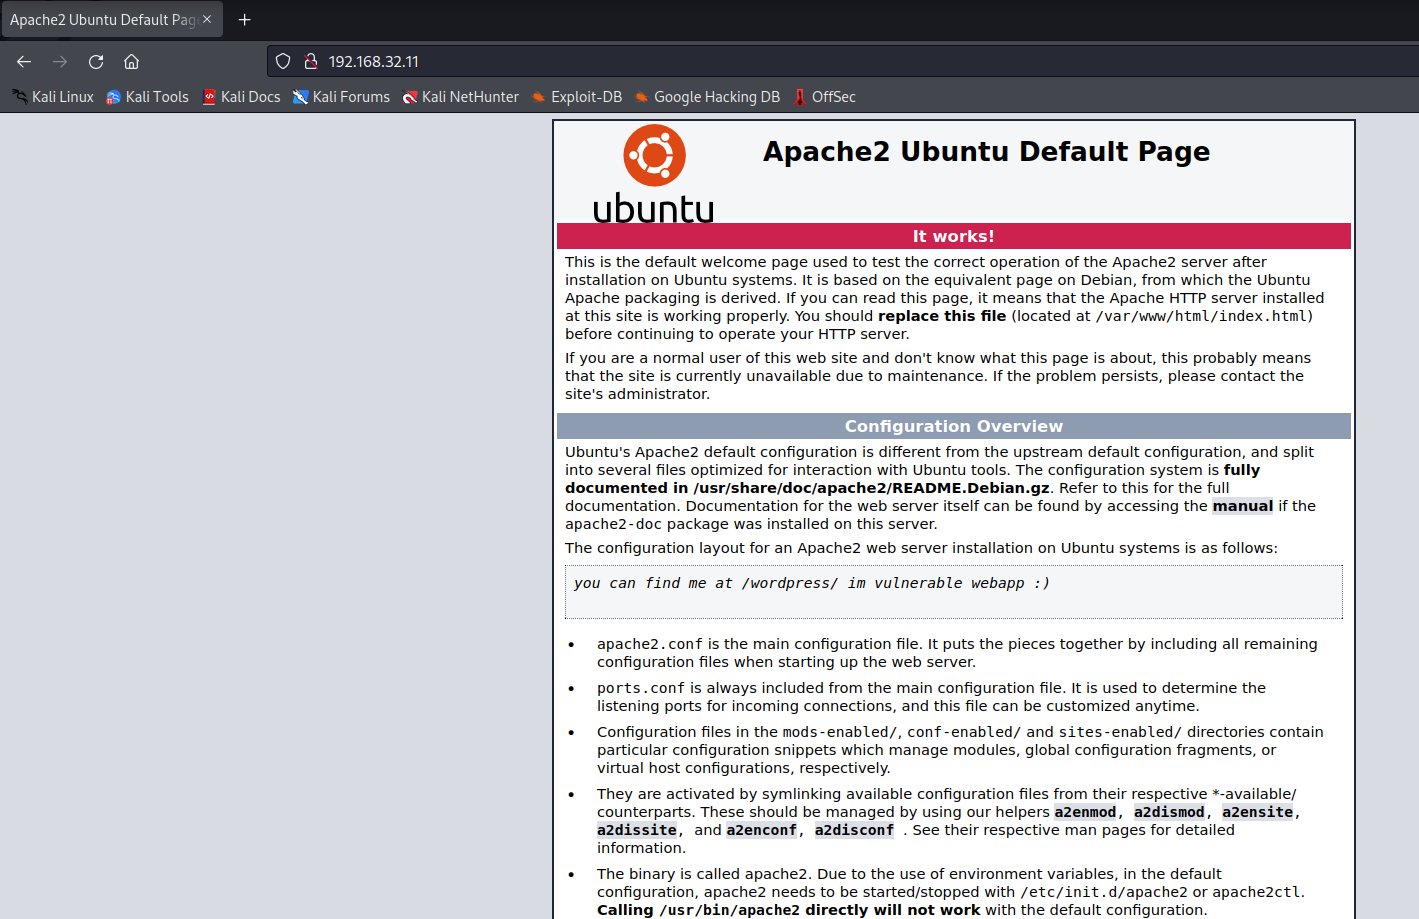 Apache2 Ubuntu Default Pag
192.168.32.11
Kali Linux Kali Tools Kali Docs Kali Forums Kali NetHunter Exploit-DB Google Hacking DB OffSec
ubuntu
Apache2 Ubuntu Default Page
It works!
This is the default welcome page used to test the correct operation of the Apache2 server after
installation on Ubuntu systems. It is based on the equivalent page on Debian, from which the Ubuntu
Apache packaging is derived. If you can read this page, it means that the Apache HTTP server installed
at this site is working properly. You should replace this file (located at /var/www/html/index.html)
before continuing to operate your HTTP server.
If you are a normal user of this web site and don't know what this page is about, this probably means
that the site is currently unavailable due to maintenance. If the problem persists, please contact the
site's administrator.
Configuration Overview
Ubuntu's Apache2 default configuration is different from the upstream default configuration, and split
into several files optimized for interaction with Ubuntu tools. The configuration system is fully
documented in /usr/share/doc/apache2/README.Debian.gz. Refer to this for the full
documentation. Documentation for the web server itself can be found by accessing the manual if the
apache2-doc package was installed on this server.
The configuration layout for an Apache2 web server installation on Ubuntu systems is as follows:
you can find me at /wordpress/ im vulnerable webapp :)
• apache2.conf is the main configuration file. It puts the pieces together by including all remaining
configuration files when starting up the web server.
• ports.conf is always included from the main configuration file. It is used to determine the
listening ports for incoming connections, and this file can be customized anytime.
• Configuration files in the mods-enabled/, conf-enabled/ and sites-enabled/ directories contain
particular configuration snippets which manage modules, global configuration fragments, or
virtual host configurations, respectively.
• They are activated by symlinking available configuration files from their respective *-available/
counterparts. These should be managed by using our helpers a2enmod, a2dismod, a2ensite,
a2dissite, and a2enconf, a2disconf . See their respective man pages for detailed
information.
• The binary is called apache2. Due to the use of environment variables, in the default
configuration, apache2 needs to be started/stopped with /etc/init.d/apache2 or apache2ctl.
Calling /usr/bin/apache2 directly will not work with the default configuration.